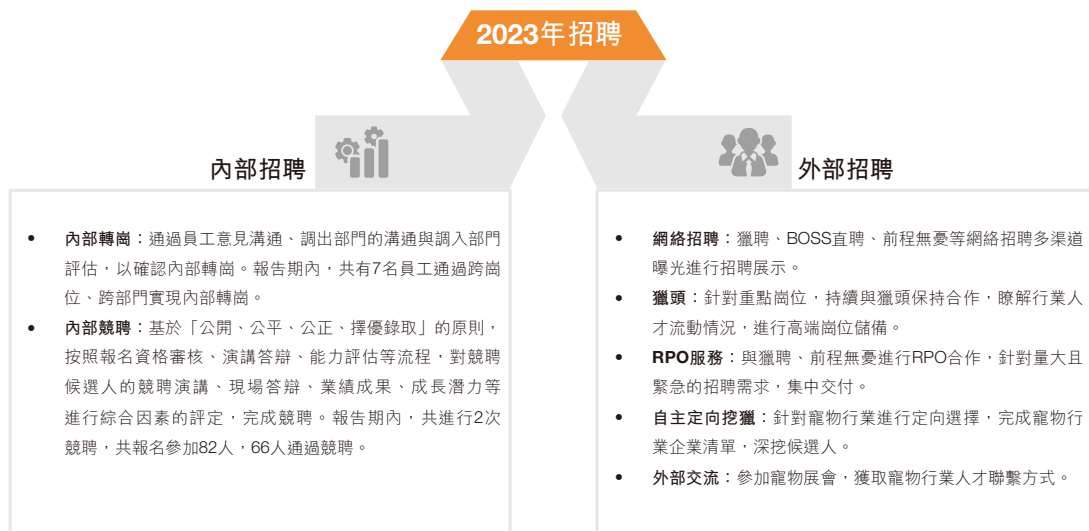 2023年招聘
內部招聘
• 內部轉崗：通過員工意見溝通、調出部門的溝通與調入部門
評估，以確認內部轉崗。報告期內，共有7名員工通過跨崗
位、跨部門實現內部轉崗。
• 內部競聘：基於「公開、公平、公正、擇優錄取」的原則，
按照報名資格審核、演講答辯、能力評估等流程，對競聘
候選人的競聘演講、現場答辯、業績成果、成長潛力等
進行綜合因素的評定，完成競聘。報告期內，共進行2次
競聘，共報名參加82人，66人通過競聘。
外部招聘
• 網絡招聘：獵聘、BOSS直聘、前程無憂等網絡招聘多渠道
曝光進行招聘展示。
• 獵頭：針對重點崗位，持續與獵頭保持合作，瞭解行業人
才流動情況，進行高端崗位儲備。
• RPO服務：與獵聘、前程無憂進行RPO合作，針對量大且
緊急的招聘需求，集中交付。
• 自主定向挖獵：針對寵物行業進行定向選擇，完成寵物行
業企業清單，深挖候選人。
• 外部交流：參加寵物展會，獲取寵物行業人才聯繫方式。